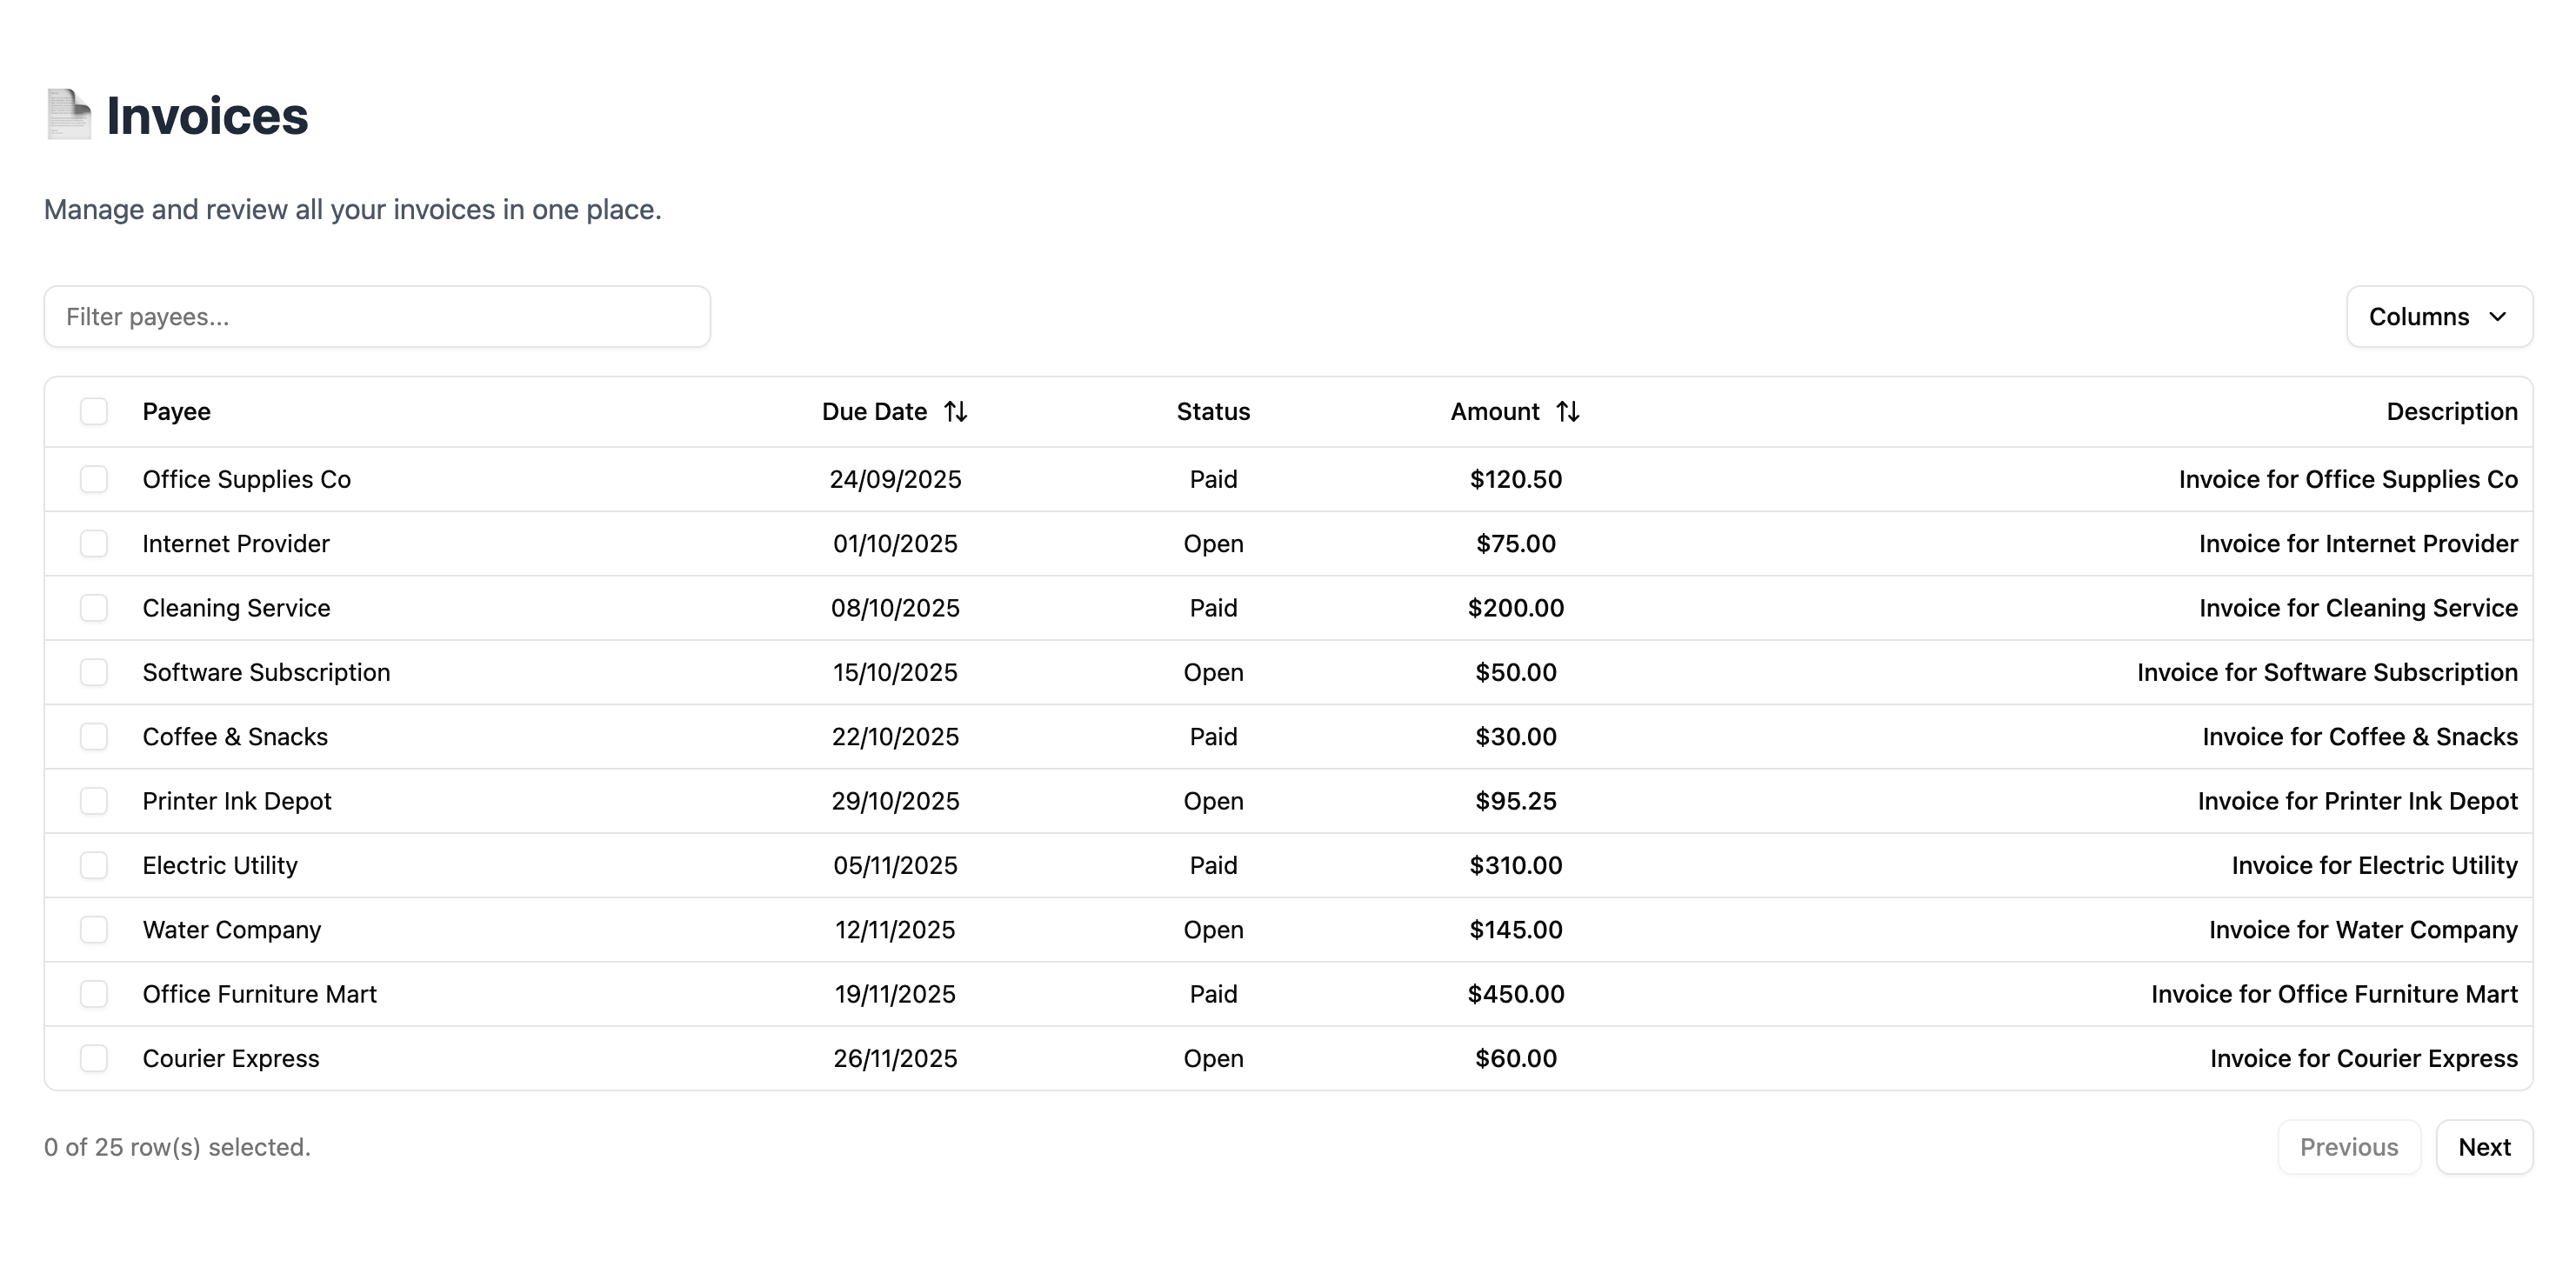 Invoices
Manage and review all your invoices in one place.
Filter payees...
Columns
Payee Due Date Status Amount Description
Office Supplies Co 24/09/2025 Paid $120.50 Invoice for Office Supplies Co
Internet Provider 01/10/2025 Open $75.00 Invoice for Internet Provider
Cleaning Service 08/10/2025 Paid $200.00 Invoice for Cleaning Service
Software Subscription 15/10/2025 Open $50.00 Invoice for Software Subscription
Coffee & Snacks 22/10/2025 Paid $30.00 Invoice for Coffee & Snacks
Printer Ink Depot 29/10/2025 Open $95.25 Invoice for Printer Ink Depot
Electric Utility 05/11/2025 Paid $310.00 Invoice for Electric Utility
Water Company 12/11/2025 Open $145.00 Invoice for Water Company
Office Furniture Mart 19/11/2025 Paid $450.00 Invoice for Office Furniture Mart
Courier Express 26/11/2025 Open $60.00 Invoice for Courier Express
0 of 25 row(s) selected.
Previous Next